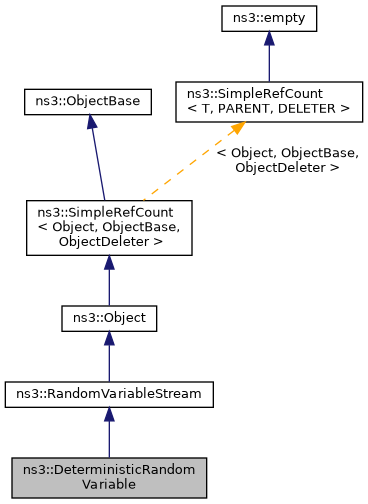 ns3::empty
ns3::SimpleRefCount
< T, PARENT, DELETER >
ns3::ObjectBase
< Object, ObjectBase,
ObjectDeleter >
ns3::SimpleRefCount
< Object, ObjectBase,
ObjectDeleter >
ns3::Object
ns3::RandomVariableStream
ns3::DeterministicRandom
Variable